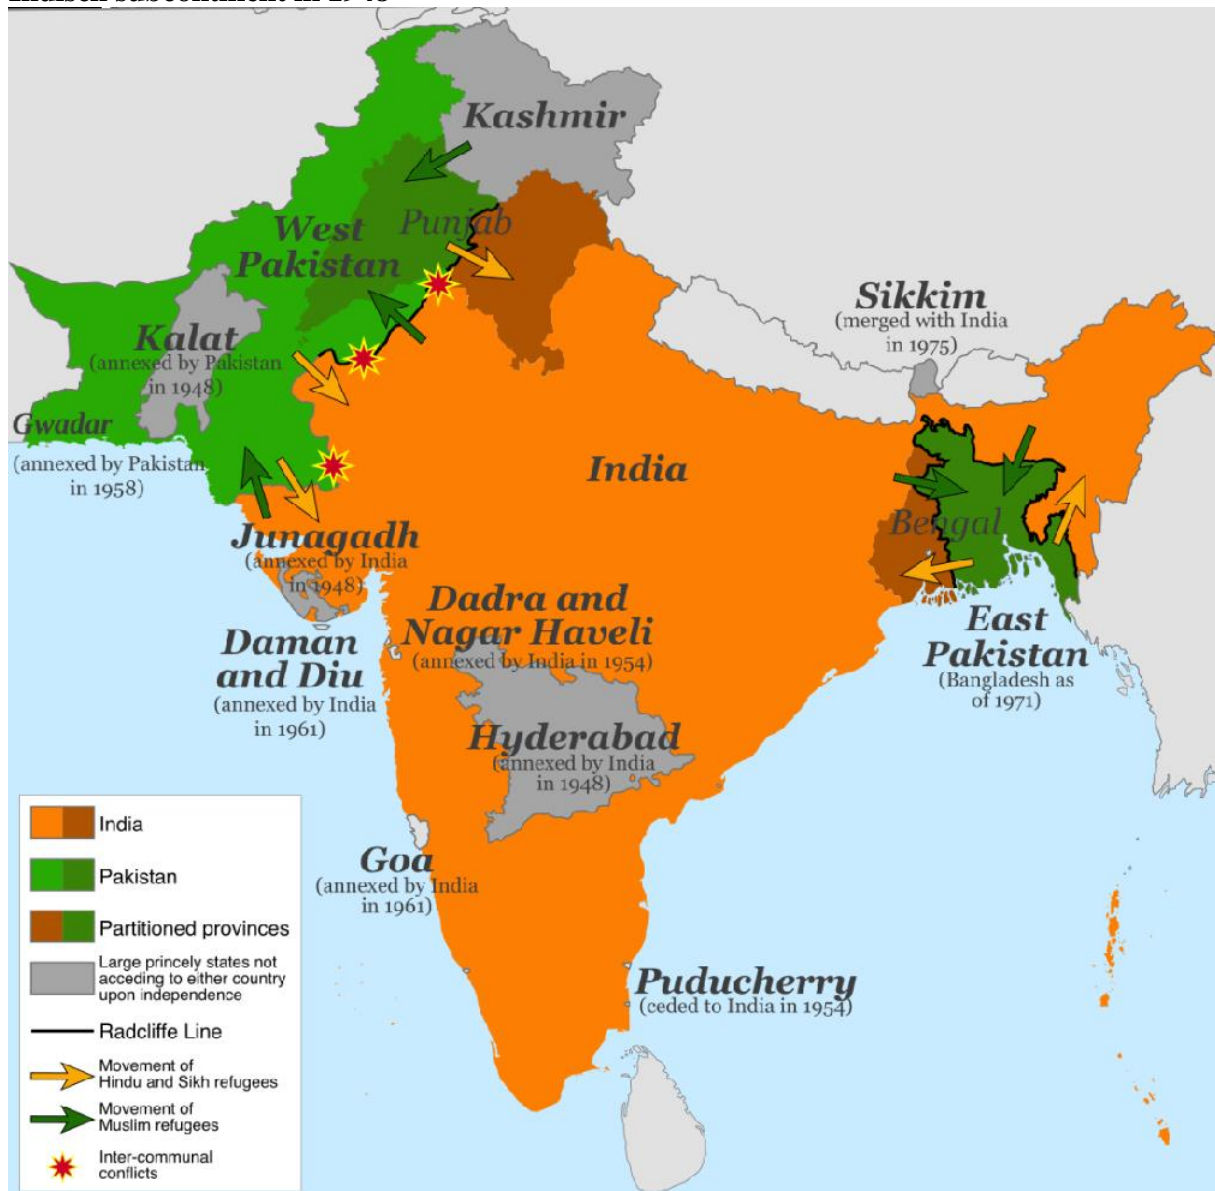 Kashmir
Punjab
West
Pakistan
Kalat
(annexed by Pakistan
in 1948)
Gwadar
(annexed by Pakistan
in 1958)
Sikkim
(merged with India
in 1975)
India
Bengal
East
Pakistan
(Bangladesh as
of 1971)
Junagadh
(annexed by India
in 1948)
Daman
and Diu
(annexed by India
in 1961)
Dadra and
Nagar Haveli
(annexed by India in 1954)
Hyderabad
(annexed by India
in 1948)
Goa
(annexed by India
in 1961)
Puducherry
(ceded to India in 1954)
India
Pakistan
Partitioned provinces
Large princely states not
acceding to either country
upon independence
Radcliffe Line
Movement of
Hindu and Sikh refugees
Movement of
Muslim refugees
Inter-communal
conflicts